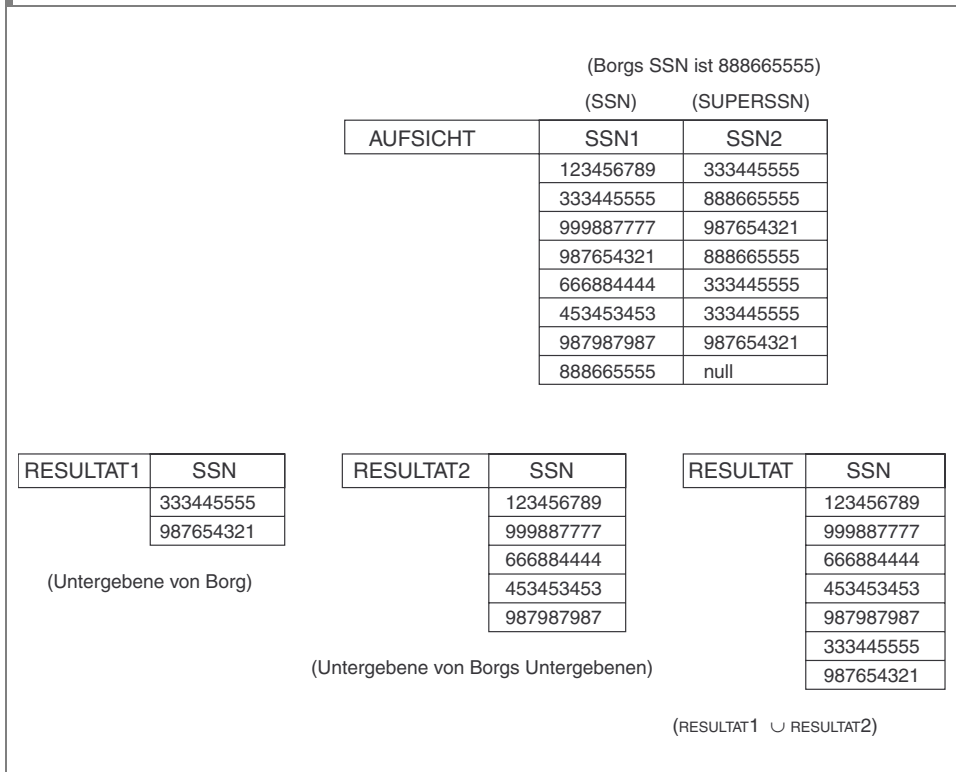 (Borgs SSN ist 888665555)
(SSN) (SUPERSSN)
AUFSICHT SSN1 SSN2
123456789 333445555
333445555 888665555
999887777 987654321
987654321 888665555
666884444 333445555
453453453 333445555
987987987 987654321
888665555 null
RESULTAT1 SSN
333445555
987654321
(Untergebene von Borg)
RESULTAT2 SSN
123456789
999887777
666884444
453453453
987987987
(Untergebene von Borgs Untergebenen)
RESULTAT SSN
123456789
999887777
666884444
453453453
987987987
333445555
987654321
(RESULTAT1 ∪ RESULTAT2)